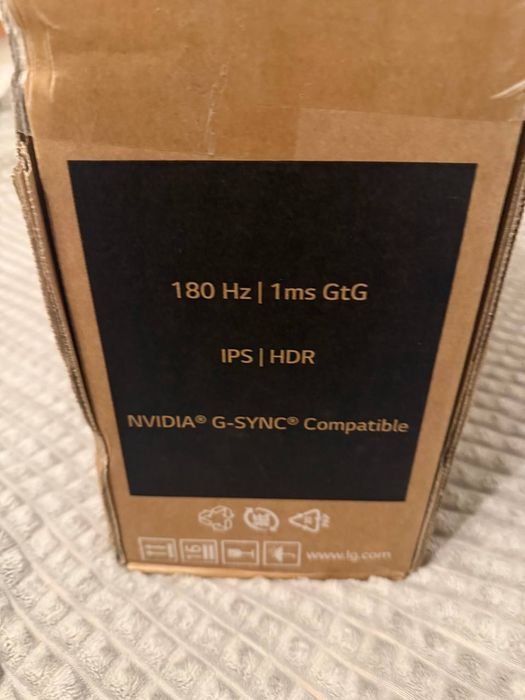 180 Hz | 1ms GtG
IPS | HDR
NVIDIA® G-SYNC® Compatible
www.lg.com